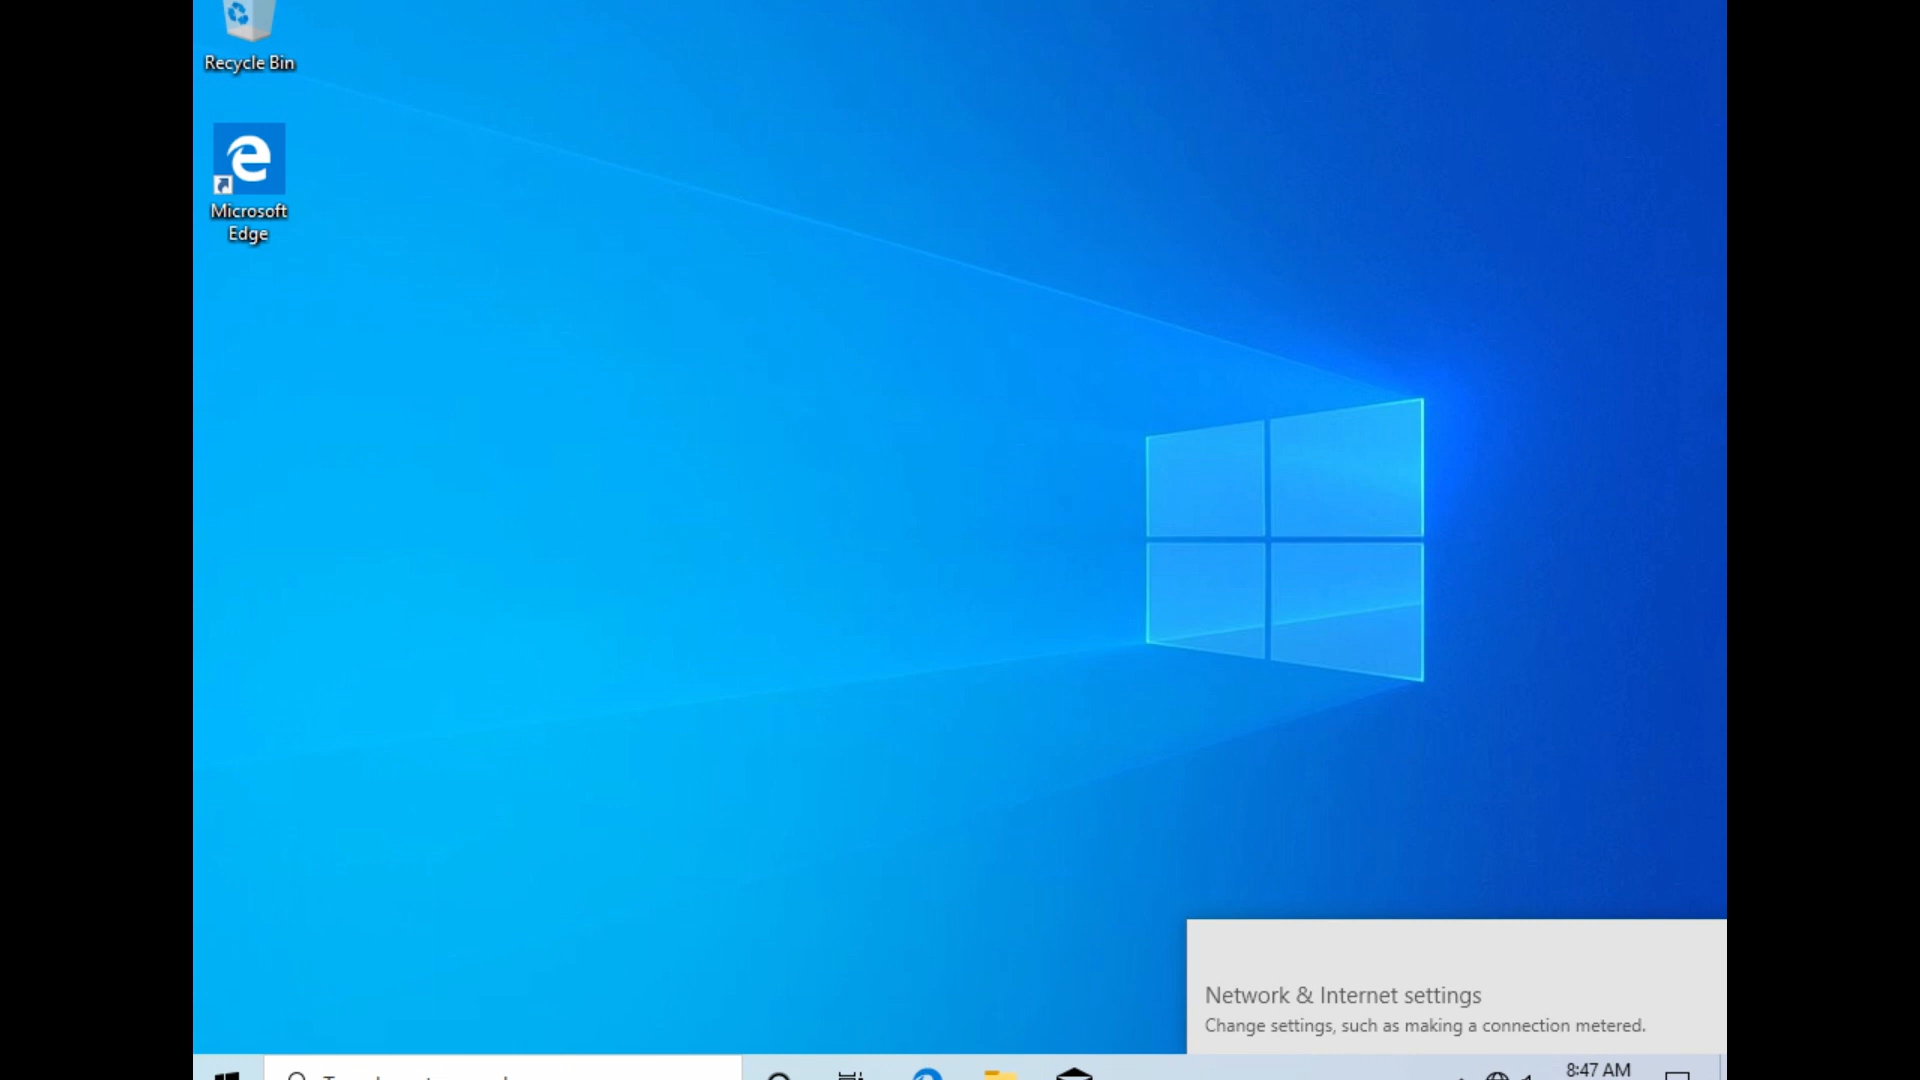 Recycle Bin
Microsoft
Edge
Network & Internet settings
Change settings, such as making a connection metered.
8:47 AM